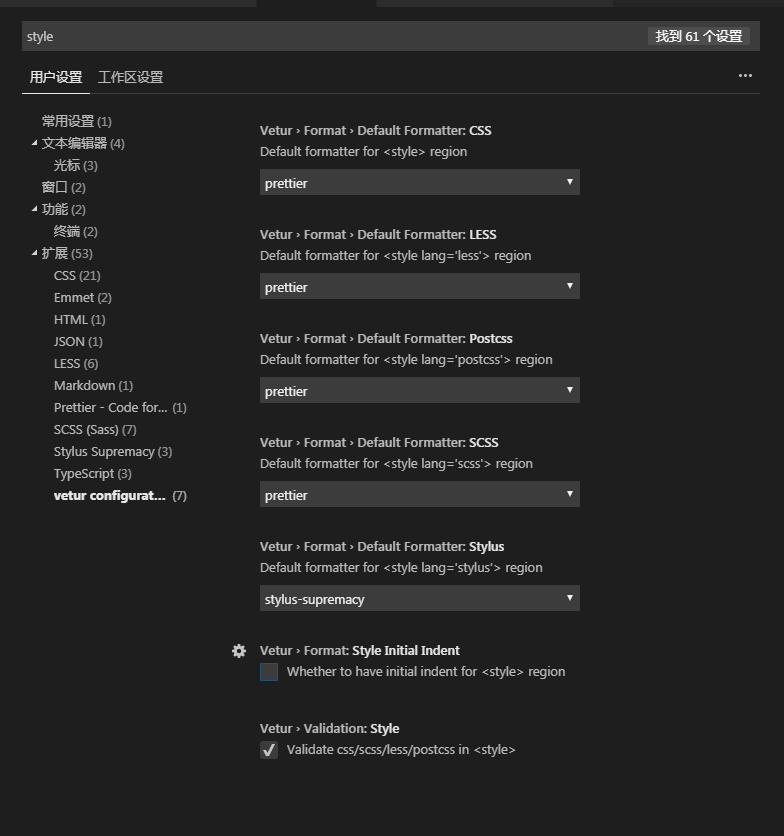 style
找到 61 个设置
用户设置 工作区设置
常用设置 (1)
文本编辑器 (4)
光标 (3)
窗口 (2)
功能 (2)
终端 (2)
扩展 (53)
CSS (21)
Emmet (2)
HTML (1)
JSON (1)
LESS (6)
Markdown (1)
Prettier - Code for... (1)
SCSS (Sass) (7)
Stylus Supremacy (3)
TypeScript (3)
vetur configurat... (7)
Vetur › Format › Default Formatter: CSS
Default formatter for <style> region
prettier
Vetur › Format › Default Formatter: LESS
Default formatter for <style lang='less'> region
prettier
Vetur › Format › Default Formatter: Postcss
Default formatter for <style lang='postcss'> region
prettier
Vetur › Format › Default Formatter: SCSS
Default formatter for <style lang='scss'> region
prettier
Vetur › Format › Default Formatter: Stylus
Default formatter for <style lang='stylus'> region
stylus-supremacy
Vetur › Format: Style Initial Indent
Whether to have initial indent for <style> region
Vetur › Validation: Style
Validate css/scss/less/postcss in <style>